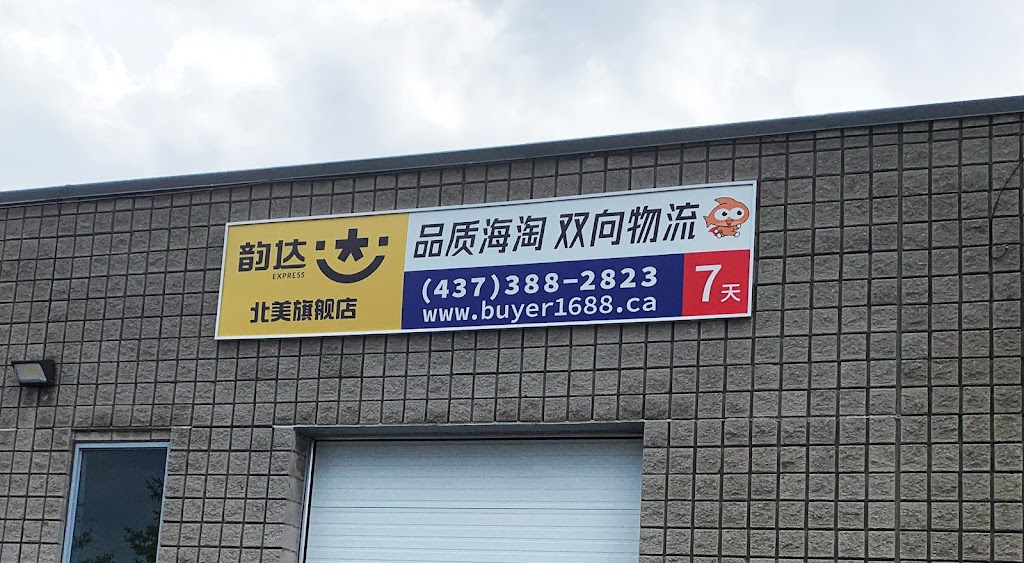 韵达
EXPRESS
北美旗舰店
品质海淘 双向物流
(437)388-2823
www.buyer1688.ca
7天